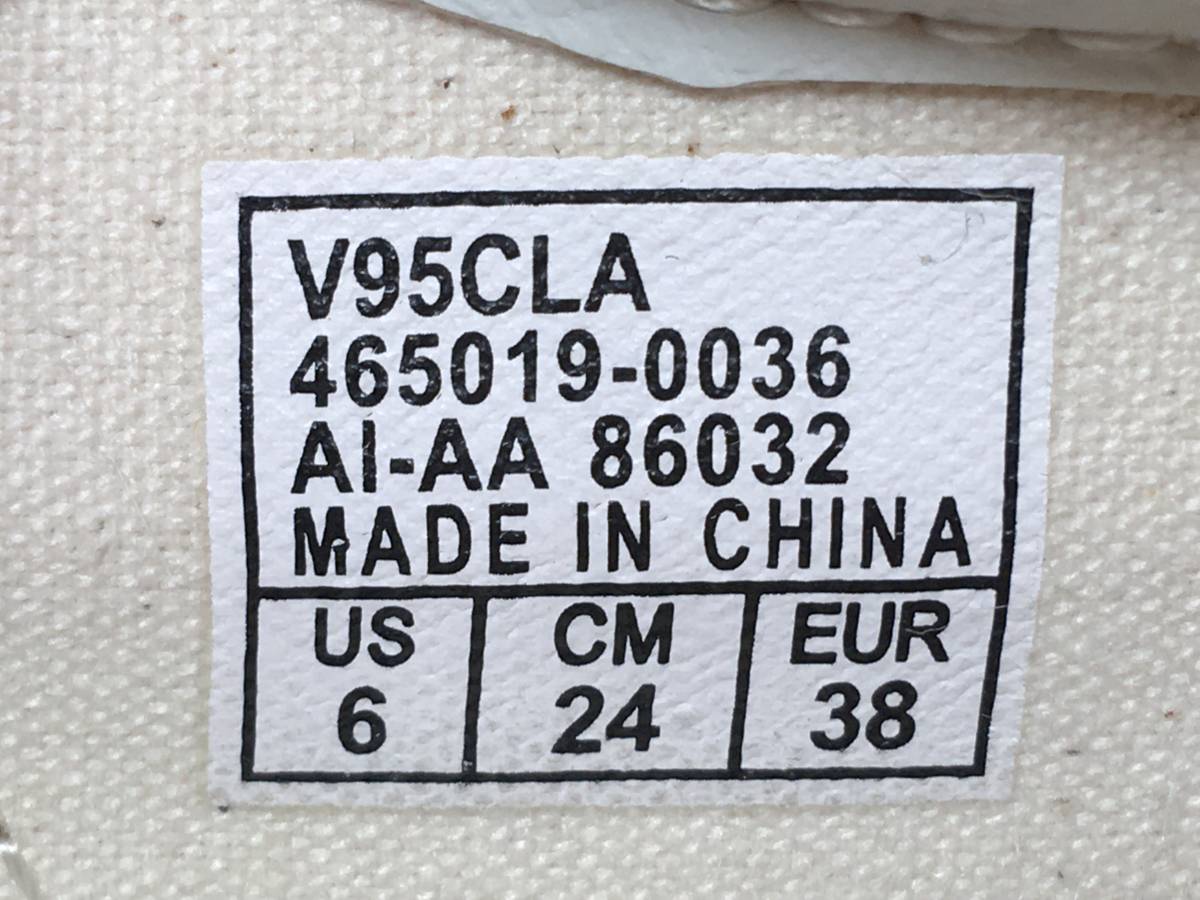 V95CLA
465019-0036
AI-AA 86032
MADE IN CHINA
US CM EUR
6 24 38